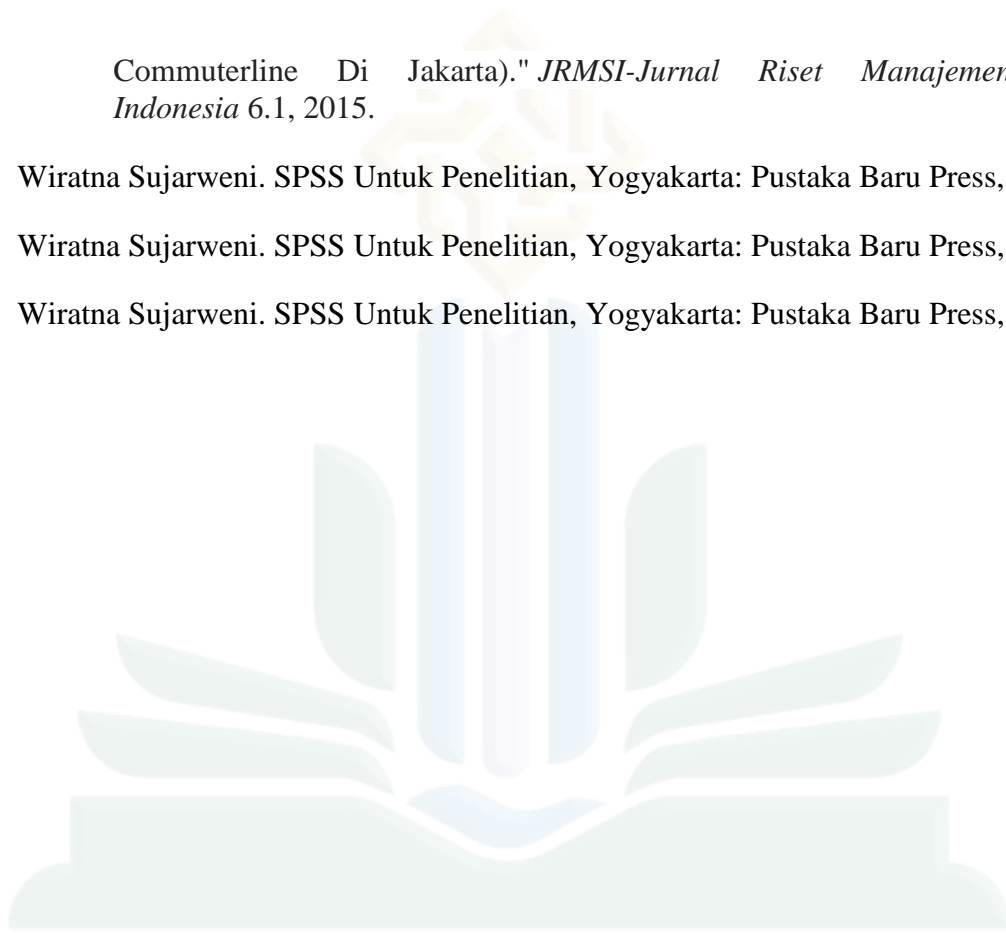 Commuterline Di Jakarta)." JRMSI-Jurnal Riset Manajemen
Indonesia 6.1, 2015.
Wiratna Sujarweni. SPSS Untuk Penelitian, Yogyakarta: Pustaka Baru Press,
Wiratna Sujarweni. SPSS Untuk Penelitian, Yogyakarta: Pustaka Baru Press,
Wiratna Sujarweni. SPSS Untuk Penelitian, Yogyakarta: Pustaka Baru Press,